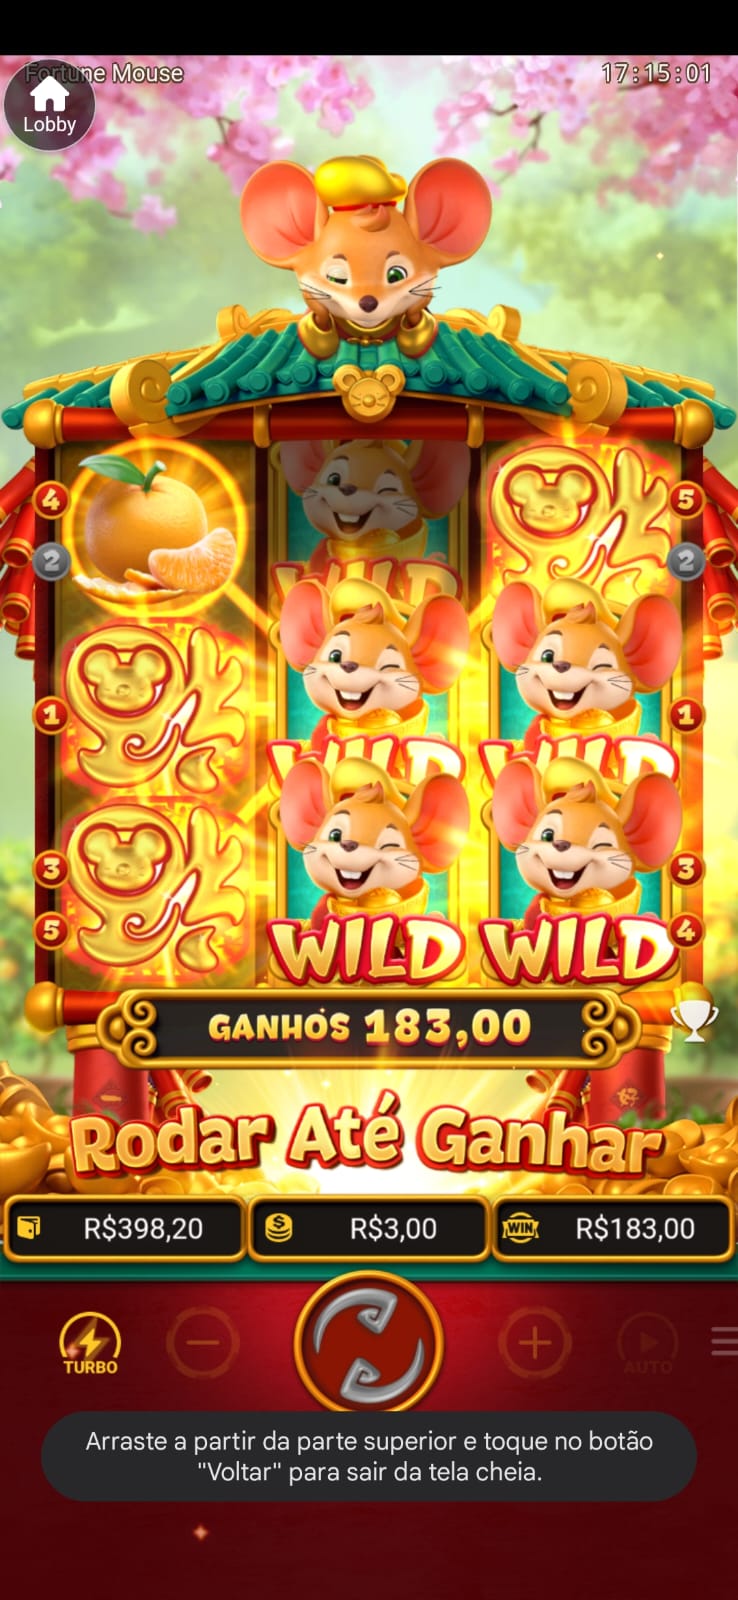 Fortune Mouse
17:15:01
Lobby
4
5
2
2
WILD
1
1
WILD
WILD
3
3
5
4
WILD
WILD
GANHOS 183,00
Rodar Até Ganhar
R$398,20
R$3,00
WIN
R$183,00
TURBO
AUTO
Arraste a partir da parte superior e toque no botão
"Voltar" para sair da tela cheia.